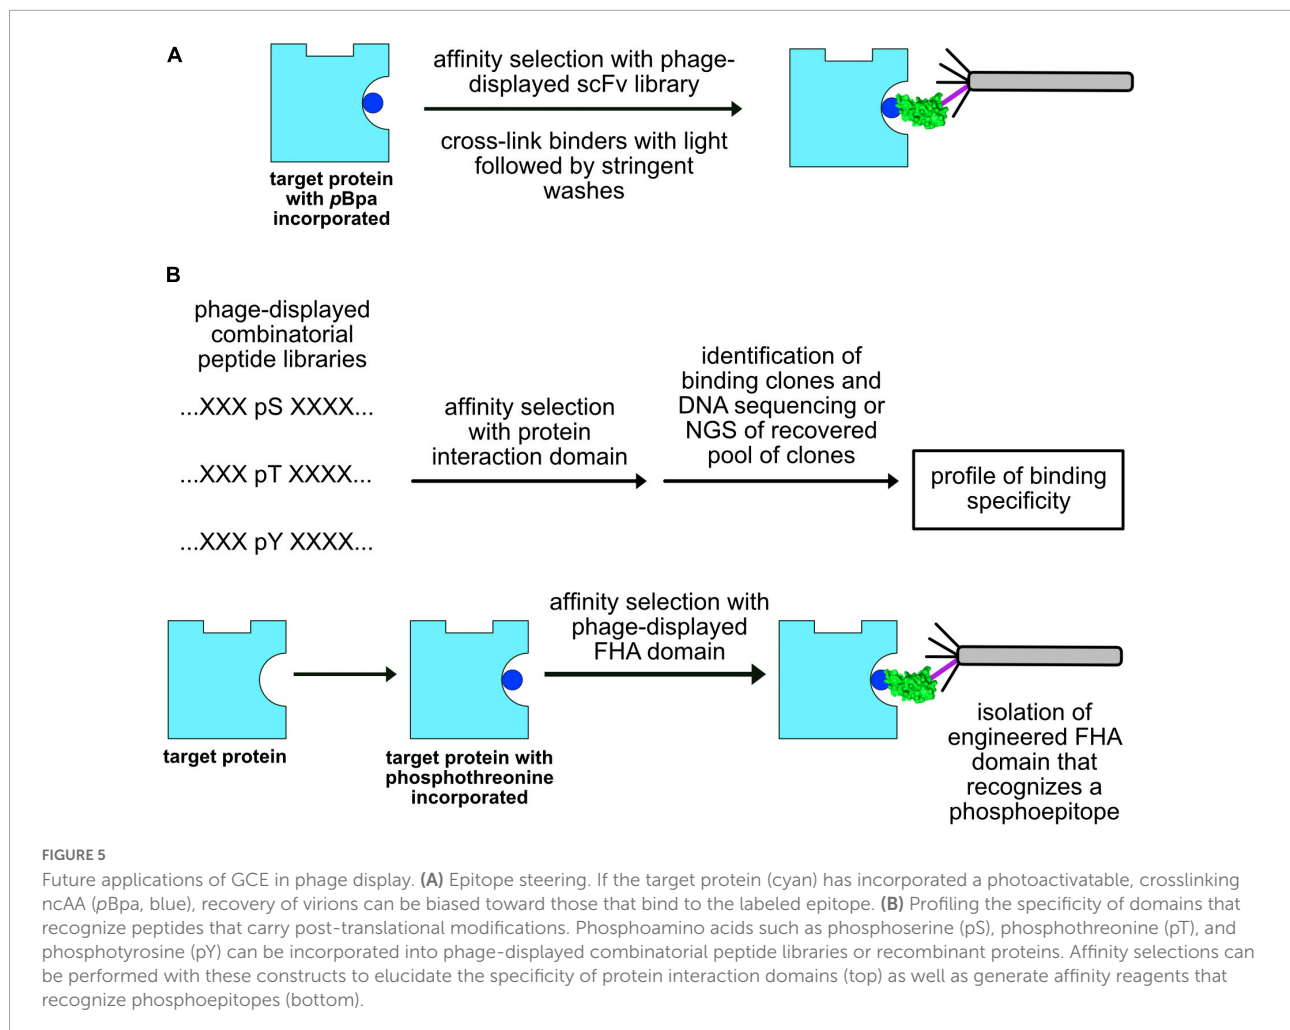 A
affinity selection with phage-
displayed scFv library
cross-link binders with light
followed by stringent
washes
target protein
with pBpa
incorporated
B
phage-displayed
combinatorial
peptide libraries
...XXX pS XXXX...
...XXX pT XXXX...
...XXX pY XXXX...
affinity selection
with protein
interaction domain
identification of
binding clones and
DNA sequencing or
NGS of recovered
pool of clones
profile of binding
specificity
target protein
target protein with
phosphothreonine
incorporated
affinity selection with
phage-displayed
FHA domain
isolation of
engineered FHA
domain that
recognizes a
phosphoepitope
FIGURE 5
Future applications of GCE in phage display. (A) Epitope steering. If the target protein (cyan) has incorporated a photoactivatable, crosslinking
ncAA (pBpa, blue), recovery of virions can be biased toward those that bind to the labeled epitope. (B) Profiling the specificity of domains that
recognize peptides that carry post-translational modifications. Phosphoamino acids such as phosphoserine (pS), phosphothreonine (pT), and
phosphotyrosine (pY) can be incorporated into phage-displayed combinatorial peptide libraries or recombinant proteins. Affinity selections can
be performed with these constructs to elucidate the specificity of protein interaction domains (top) as well as generate affinity reagents that
recognize phosphoepitopes (bottom).